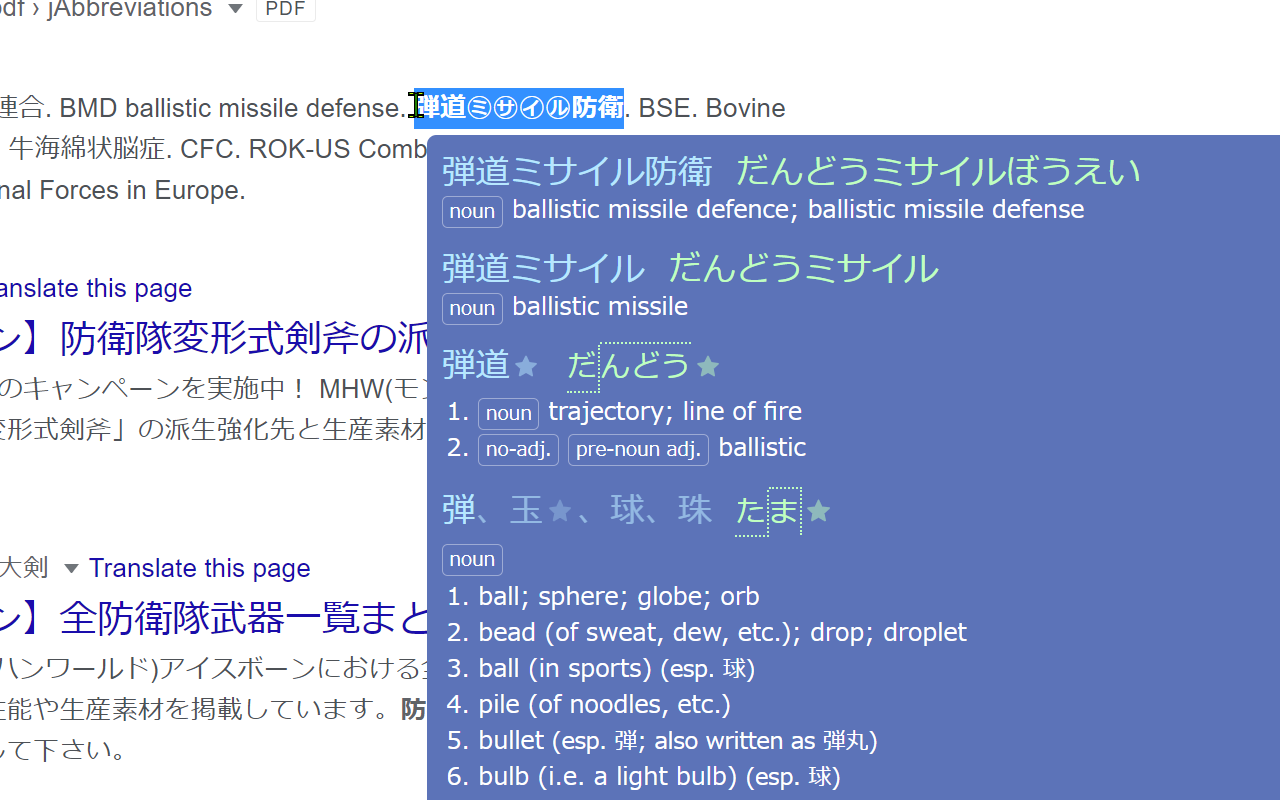 pdf › jAbbreviations PDF
連合. BMD ballistic missile defense. 弾道㋯㋚㋑㋸防衛. BSE. Bovine
牛海綿状脳症. CFC. ROK-US Comb
nal Forces in Europe.
anslate this page
ン】防衛隊変形式剣斧の派
のキャンペーンを実施中！ MHW(モン
変形式剣斧」の派生強化先と生産素材
大剣 Translate this page
ン】全防衛隊武器一覧まと
ハンワールド)アイスボーンにおける全
性能や生産素材を掲載しています。防
して下さい。
弾道ミサイル防衛 だんどうミサイルぼうえい
noun ballistic missile defence; ballistic missile defense
弾道ミサイル だんどうミサイル
noun ballistic missile
弾道★ だんどう★
1. noun trajectory; line of fire
2. no-adj. pre-noun adj. ballistic
弾、玉★、球、珠 たま★
noun
1. ball; sphere; globe; orb
2. bead (of sweat, dew, etc.); drop; droplet
3. ball (in sports) (esp. 球)
4. pile (of noodles, etc.)
5. bullet (esp. 弾; also written as 弾丸)
6. bulb (i.e. a light bulb) (esp. 球)